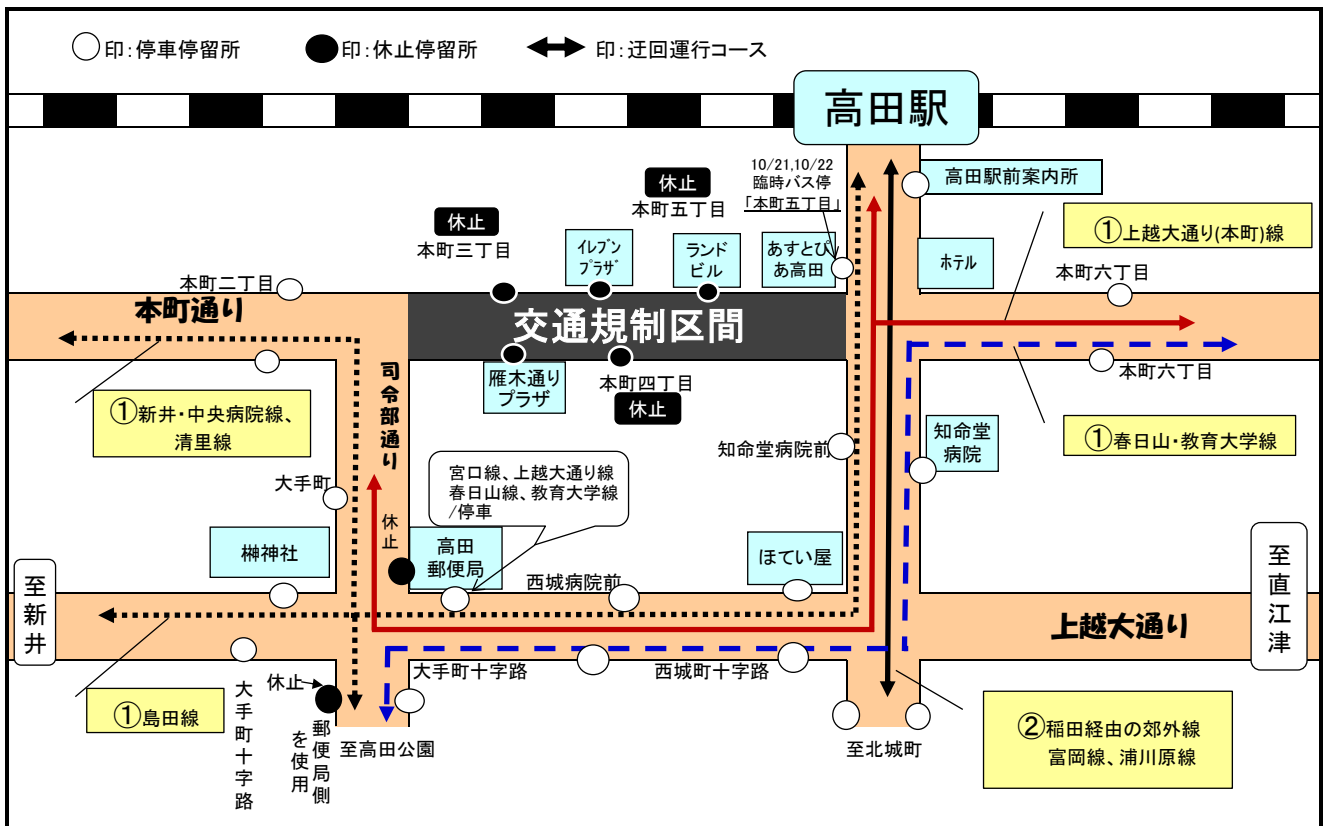 ○印:停車停留所
●印:休止停留所
印:迂回運行コース
高田駅
10/21,10/22
臨時バス停
「本町五丁目」
高田駅前案内所
休止
本町五丁目
休止
本町三丁目
①上越大通り(本町)線
イレブン
プラザ
ランド
ビル
あすとぴ
あ高田
ホテル
本町六丁目
本町二丁目
本町通り
交通規制区間
司令部通り
雁木通り
プラザ
本町四丁目
休止
本町六丁目
①新井・中央病院線、
清里線
知命堂病院前
知命堂
病院
①春日山・教育大学線
宮口線、上越大通り線
春日山線、教育大学線
/停車
大手町
休止
榊神社
高田
郵便局
西城病院前
ほてい屋
至新井
至直江津
上越大通り
大手町十字路
西城町十字路
大手町十字路
休止
郵便局側
を使用
①島田線
至高田公園
至北城町
②稲田経由の郊外線
富岡線、浦川原線